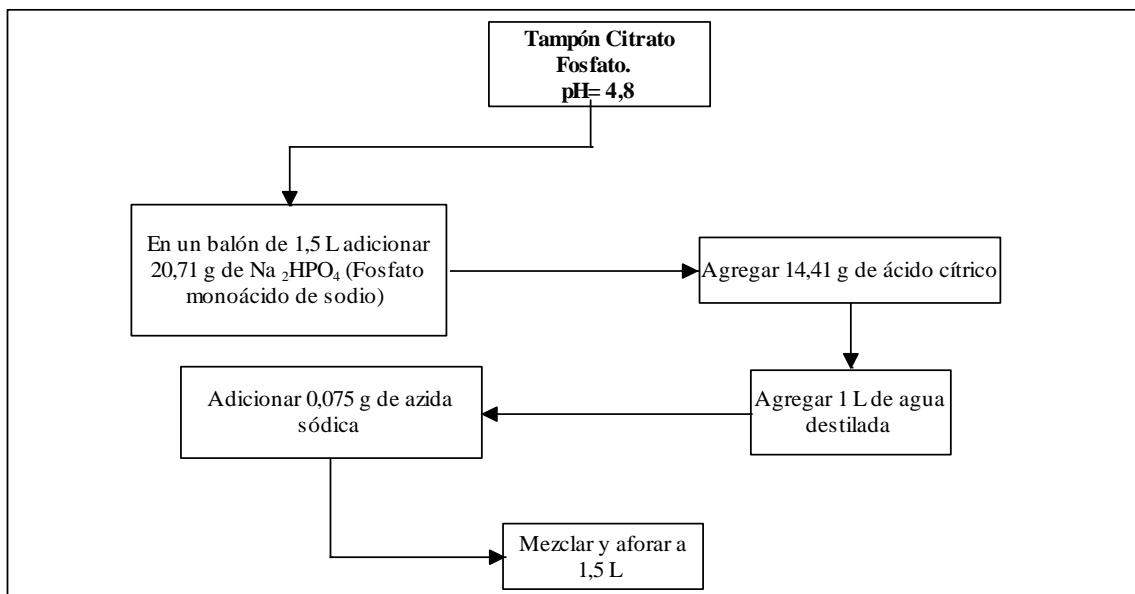 Tampón Citrato
Fosfato.
pH= 4,8
En un balón de 1,5 L adicionar
20,71 g de Na ₂HPO₄ (Fosfato
monoácido de sodio)
Agregar 14,41 g de ácido cítrico
Agregar 1 L de agua
destilada
Adicionar 0,075 g de azida
sódica
Mezclar y aforar a
1,5 L